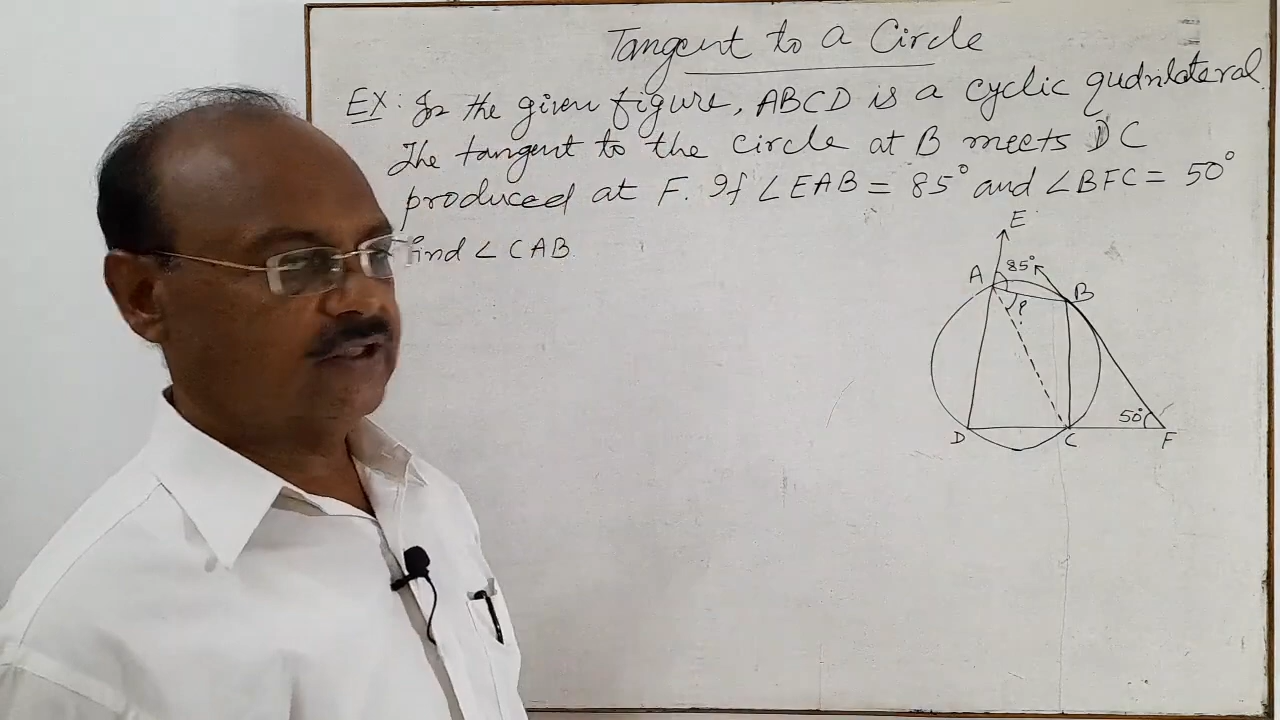 Tangent to a Circle
EX: In the given figure, ABCD is a cyclic qudrilateral.
The tangent to the circle at B meets DC
produced at F. If ∠EAB = 85° and ∠BFC = 50°
find ∠CAB
E
A 85° B
?
50°
D C F